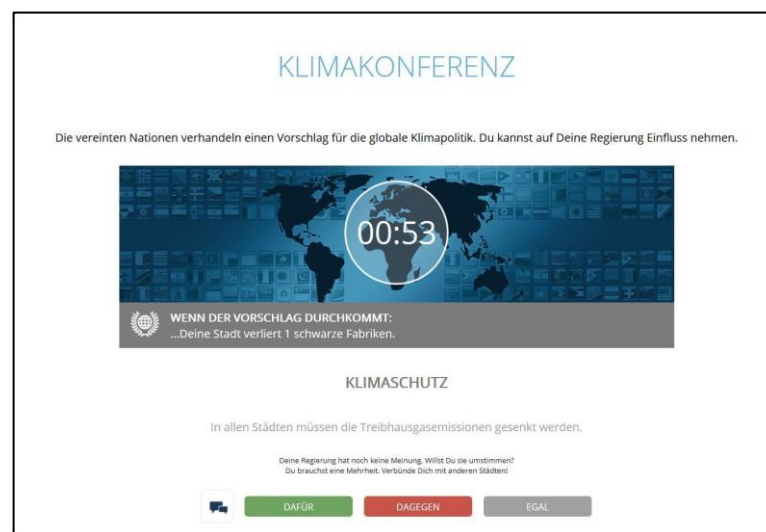 KLIMAKONFERENZ
Die vereinten Nationen verhandeln einen Vorschlag für die globale Klimapolitik. Du kannst auf Deine Regierung Einfluss nehmen.
00:53
WENN DER VORSCHLAG DURCHKOMMT:
...Deine Stadt verliert 1 schwarze Fabriken.
KLIMASCHUTZ
In allen Städten müssen die Treibhausgasemissionen gesenkt werden.
Deine Regierung hat noch keine Meinung. Willst Du sie umstimmen?
Du brauchst eine Mehrheit. Verbünde Dich mit anderen Städten!
DAFÜR DAGEGEN EGAL